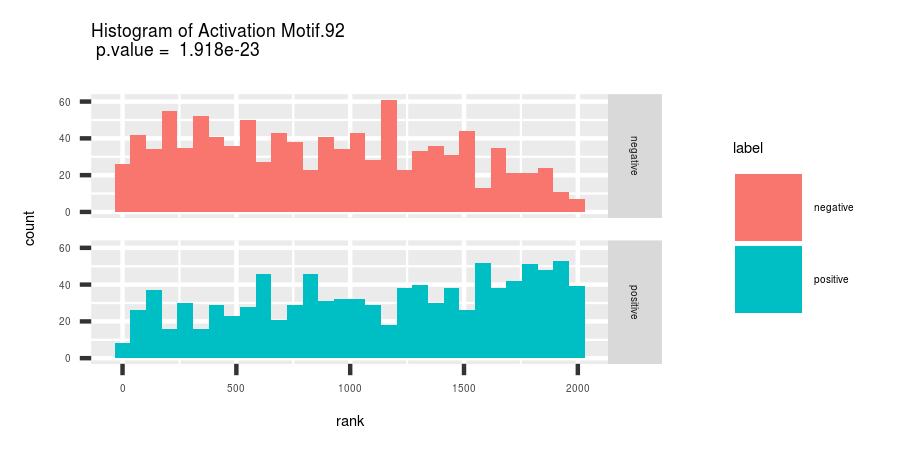 Histogram of Activation Motif.92
p.value = 1.918e-23
60
40
20
0
negative
60
40
20
0
positive
0 500 1000 1500 2000
rank
count
label
negative
positive